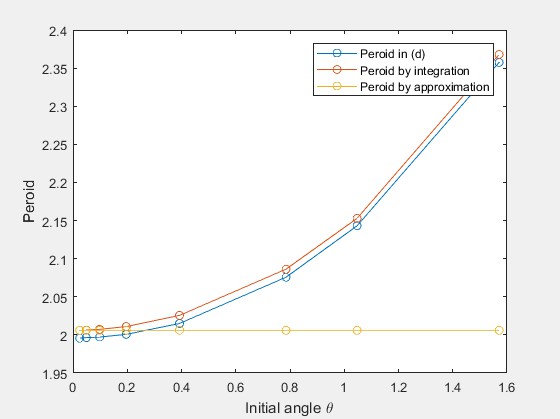 2.4
2.35
2.3
2.25
2.2
2.15
2.1
2.05
2
1.95
Peroid
Peroid in (d)
Peroid by integration
Peroid by approximation
0 0.2 0.4 0.6 0.8 1 1.2 1.4 1.6
Initial angle θ